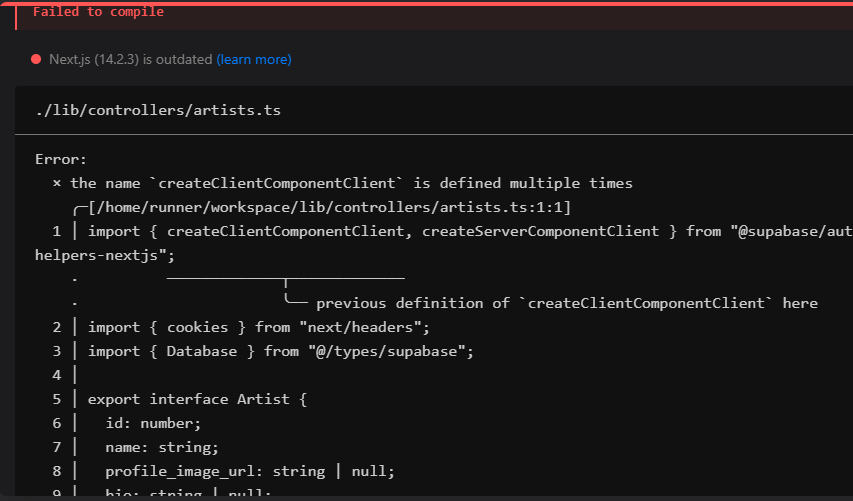 Failed to compile
Next.js (14.2.3) is outdated (learn more)
./lib/controllers/artists.ts
Error:
× the name `createClientComponentClient` is defined multiple times
╭─[/home/runner/workspace/lib/controllers/artists.ts:1:1]
1 │ import { createClientComponentClient, createServerComponentClient } from "@supabase/aut
helpers-nextjs";
· ─────────────┬─────────────
· ╰── previous definition of `createClientComponentClient` here
2 │ import { cookies } from "next/headers";
3 │ import { Database } from "@/types/supabase";
4 │
5 │ export interface Artist {
6 │ id: number;
7 │ name: string;
8 │ profile_image_url: string | null;
9 │ bio: string | null;